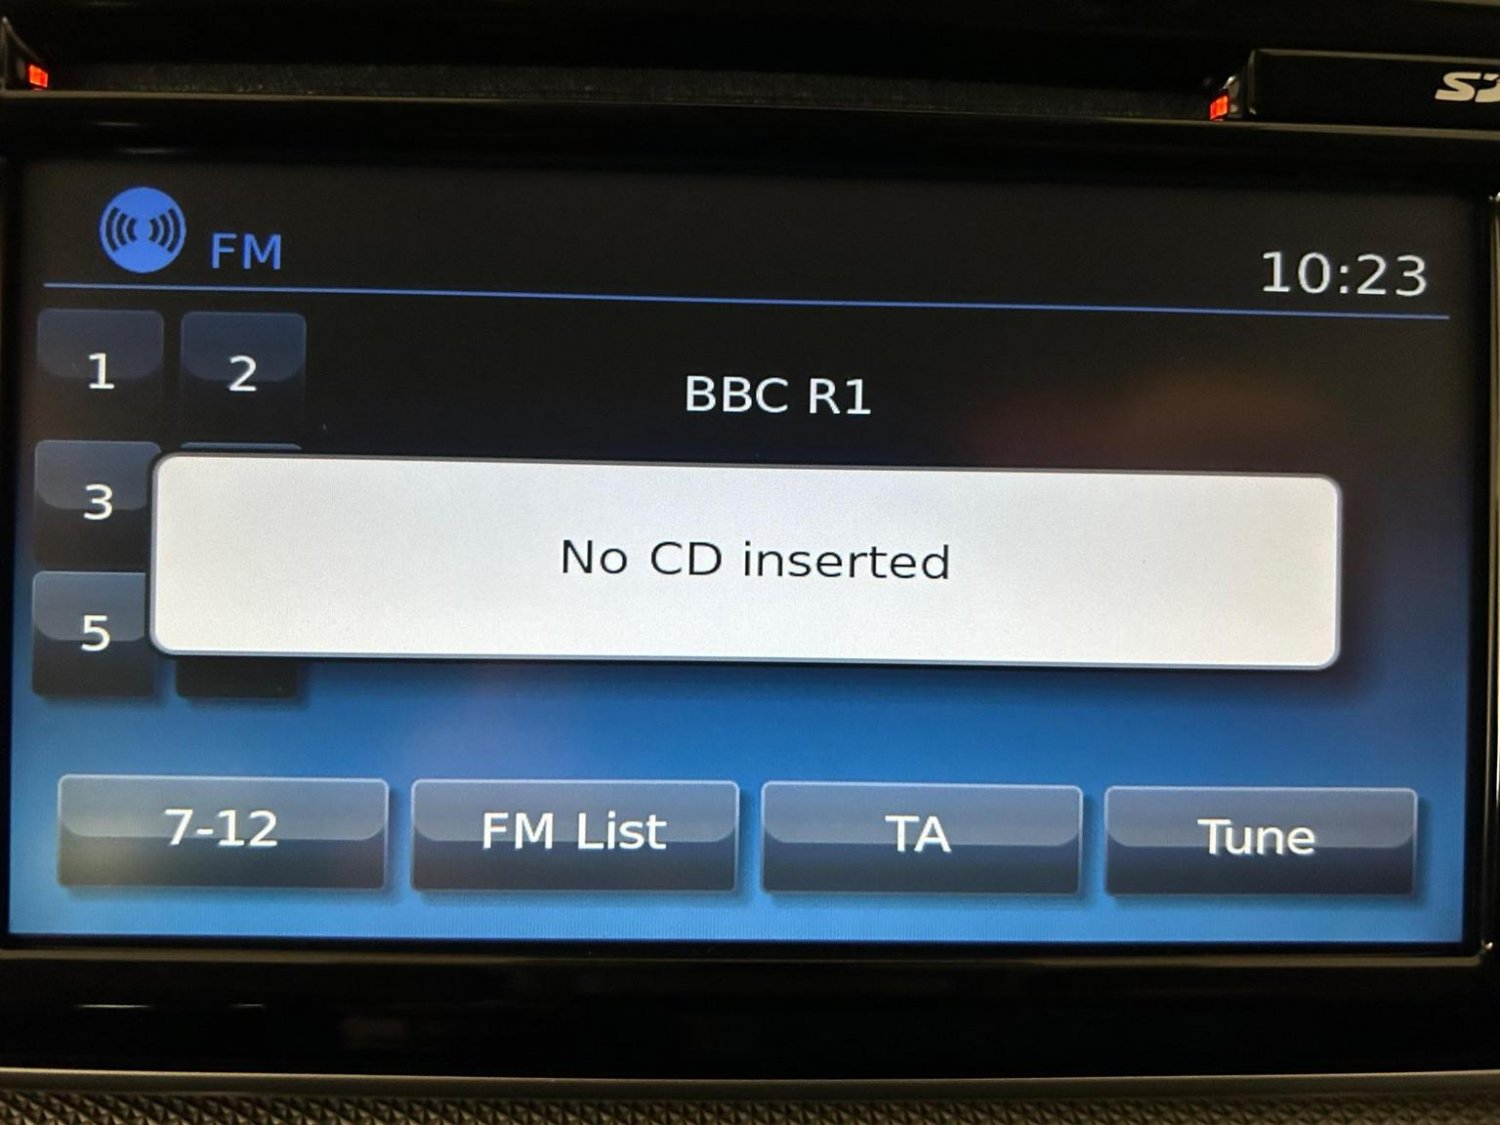 FM
10:23
1
2
BBC R1
3
No CD inserted
5
7-12
FM List
TA
Tune